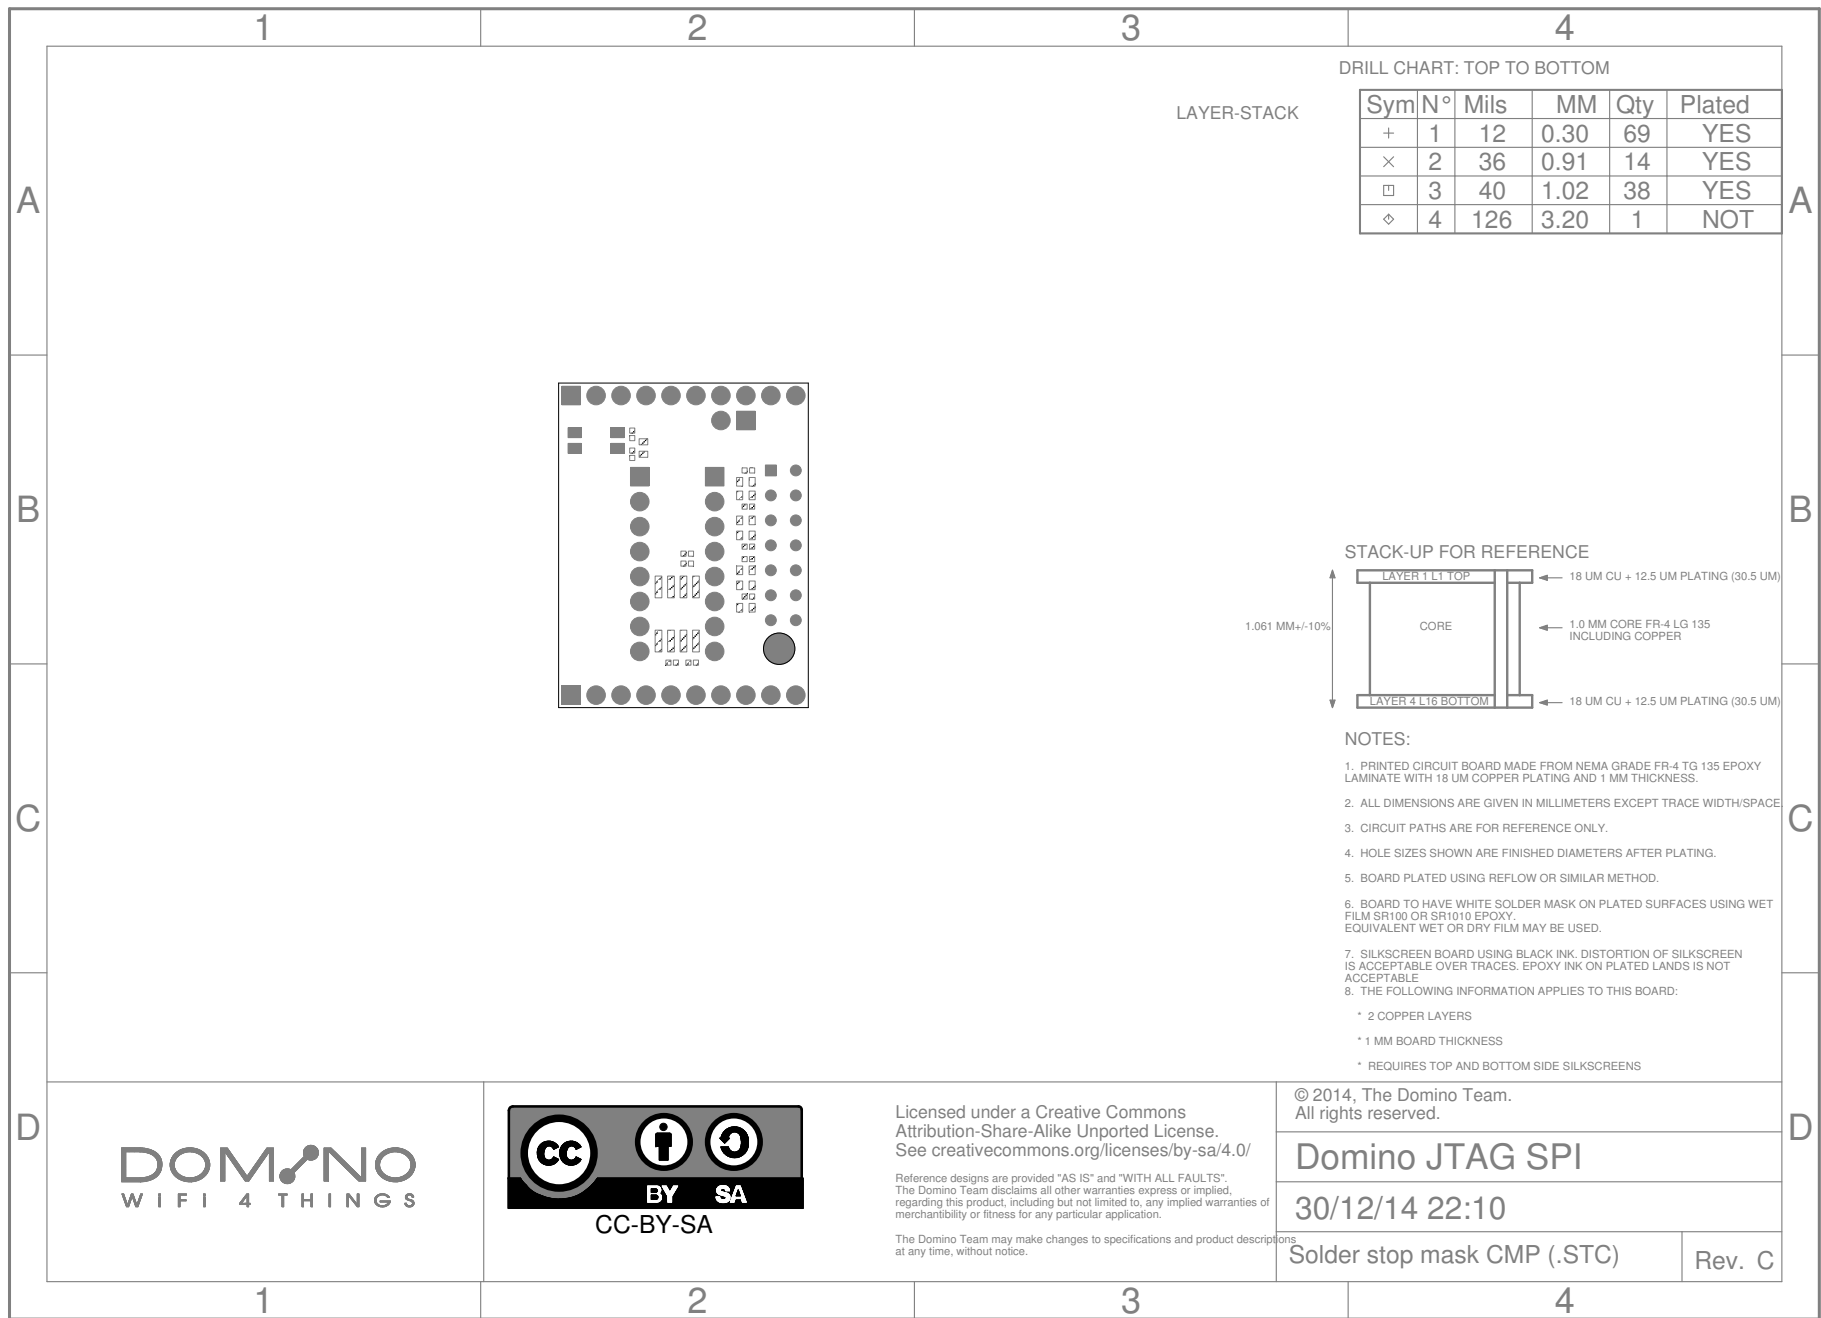 1 2 3 4
DRILL CHART: TOP TO BOTTOM
LAYER-STACK
Sym N° Mils MM Qty Plated
+ 1 12 0.30 69 YES
× 2 36 0.91 14 YES
3 40 1.02 38 YES
4 126 3.20 1 NOT
A A
B B
STACK-UP FOR REFERENCE
LAYER 1 L1 TOP
18 UM CU + 12.5 UM PLATING (30.5 UM)
1.061 MM+/-10%
CORE
1.0 MM CORE FR-4 LG 135
INCLUDING COPPER
LAYER 4 L16 BOTTOM
18 UM CU + 12.5 UM PLATING (30.5 UM)
NOTES:
1. PRINTED CIRCUIT BOARD MADE FROM NEMA GRADE FR-4 TG 135 EPOXY
LAMINATE WITH 18 UM COPPER PLATING AND 1 MM THICKNESS.
2. ALL DIMENSIONS ARE GIVEN IN MILLIMETERS EXCEPT TRACE WIDTH/SPACE
C C
3. CIRCUIT PATHS ARE FOR REFERENCE ONLY.
4. HOLE SIZES SHOWN ARE FINISHED DIAMETERS AFTER PLATING.
5. BOARD PLATED USING REFLOW OR SIMILAR METHOD.
6. BOARD TO HAVE WHITE SOLDER MASK ON PLATED SURFACES USING WET
FILM SR100 OR SR1010 EPOXY.
EQUIVALENT WET OR DRY FILM MAY BE USED.
7. SILKSCREEN BOARD USING BLACK INK. DISTORTION OF SILKSCREEN
IS ACCEPTABLE OVER TRACES. EPOXY INK ON PLATED LANDS IS NOT
ACCEPTABLE
8. THE FOLLOWING INFORMATION APPLIES TO THIS BOARD:
* 2 COPPER LAYERS
* 1 MM BOARD THICKNESS
* REQUIRES TOP AND BOTTOM SIDE SILKSCREENS
D D
DOMINO
WIFI 4 THINGS
cc
BY SA
CC-BY-SA
Licensed under a Creative Commons
Attribution-Share-Alike Unported License.
See creativecommons.org/licenses/by-sa/4.0/
Reference designs are provided "AS IS" and "WITH ALL FAULTS".
The Domino Team disclaims all other warranties express or implied,
regarding this product, including but not limited to, any implied warranties of
merchantibility or fitness for any particular application.
The Domino Team may make changes to specifications and product descriptions
at any time, without notice.
© 2014, The Domino Team.
All rights reserved.
Domino JTAG SPI
30/12/14 22:10
Solder stop mask CMP (.STC)
Rev. C
1 2 3 4